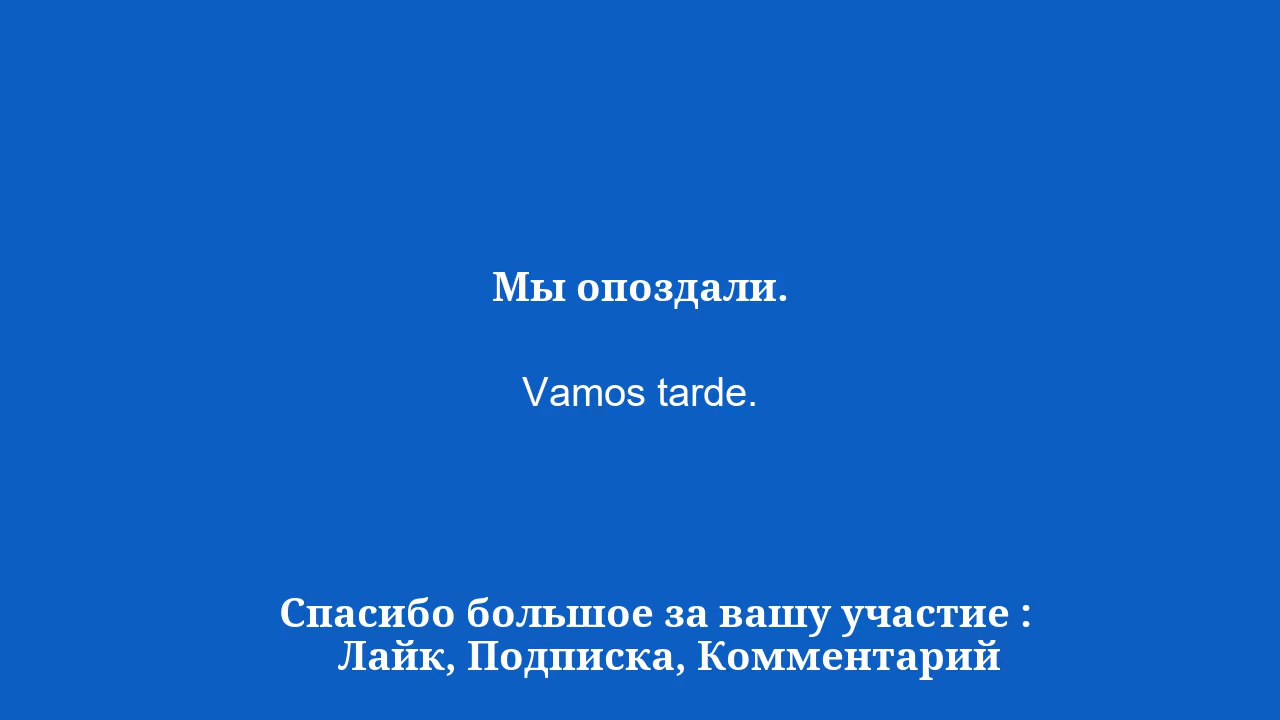 Мы опоздали.
Vamos tarde.
Спасибо большое за вашу участие :
Лайк, Подписка, Комментарий